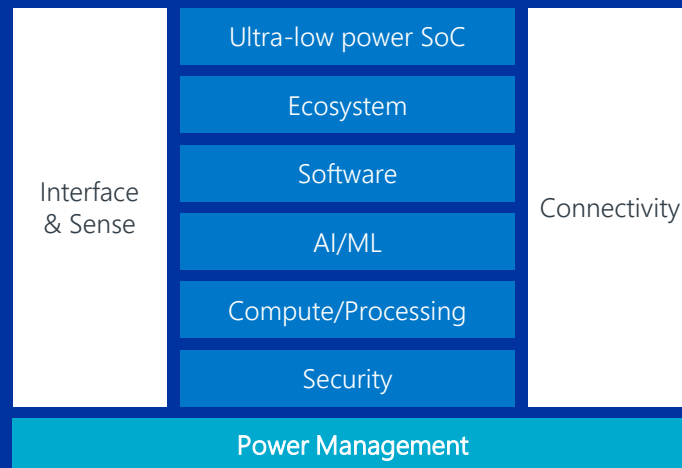 Interface
& Sense
Ultra-low power SoC
Ecosystem
Software
AI/ML
Compute/Processing
Security
Connectivity
Power Management